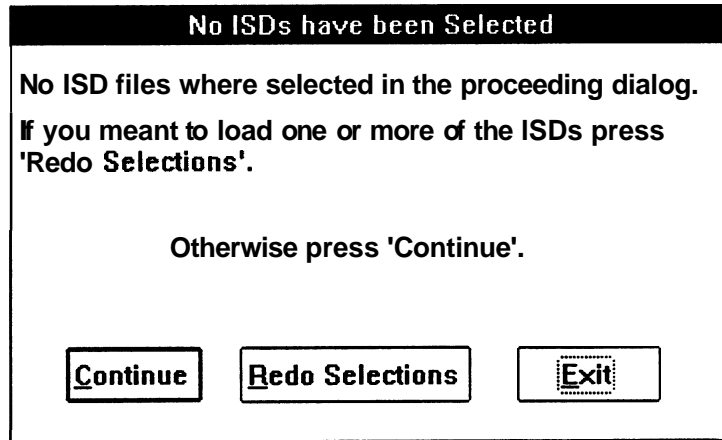 No ISDs have been Selected
No ISD files where selected in the proceeding dialog.
If you meant to load one or more of the ISDs press
'Redo Selections'.
Otherwise press 'Continue'.
Continue Redo Selections Exit